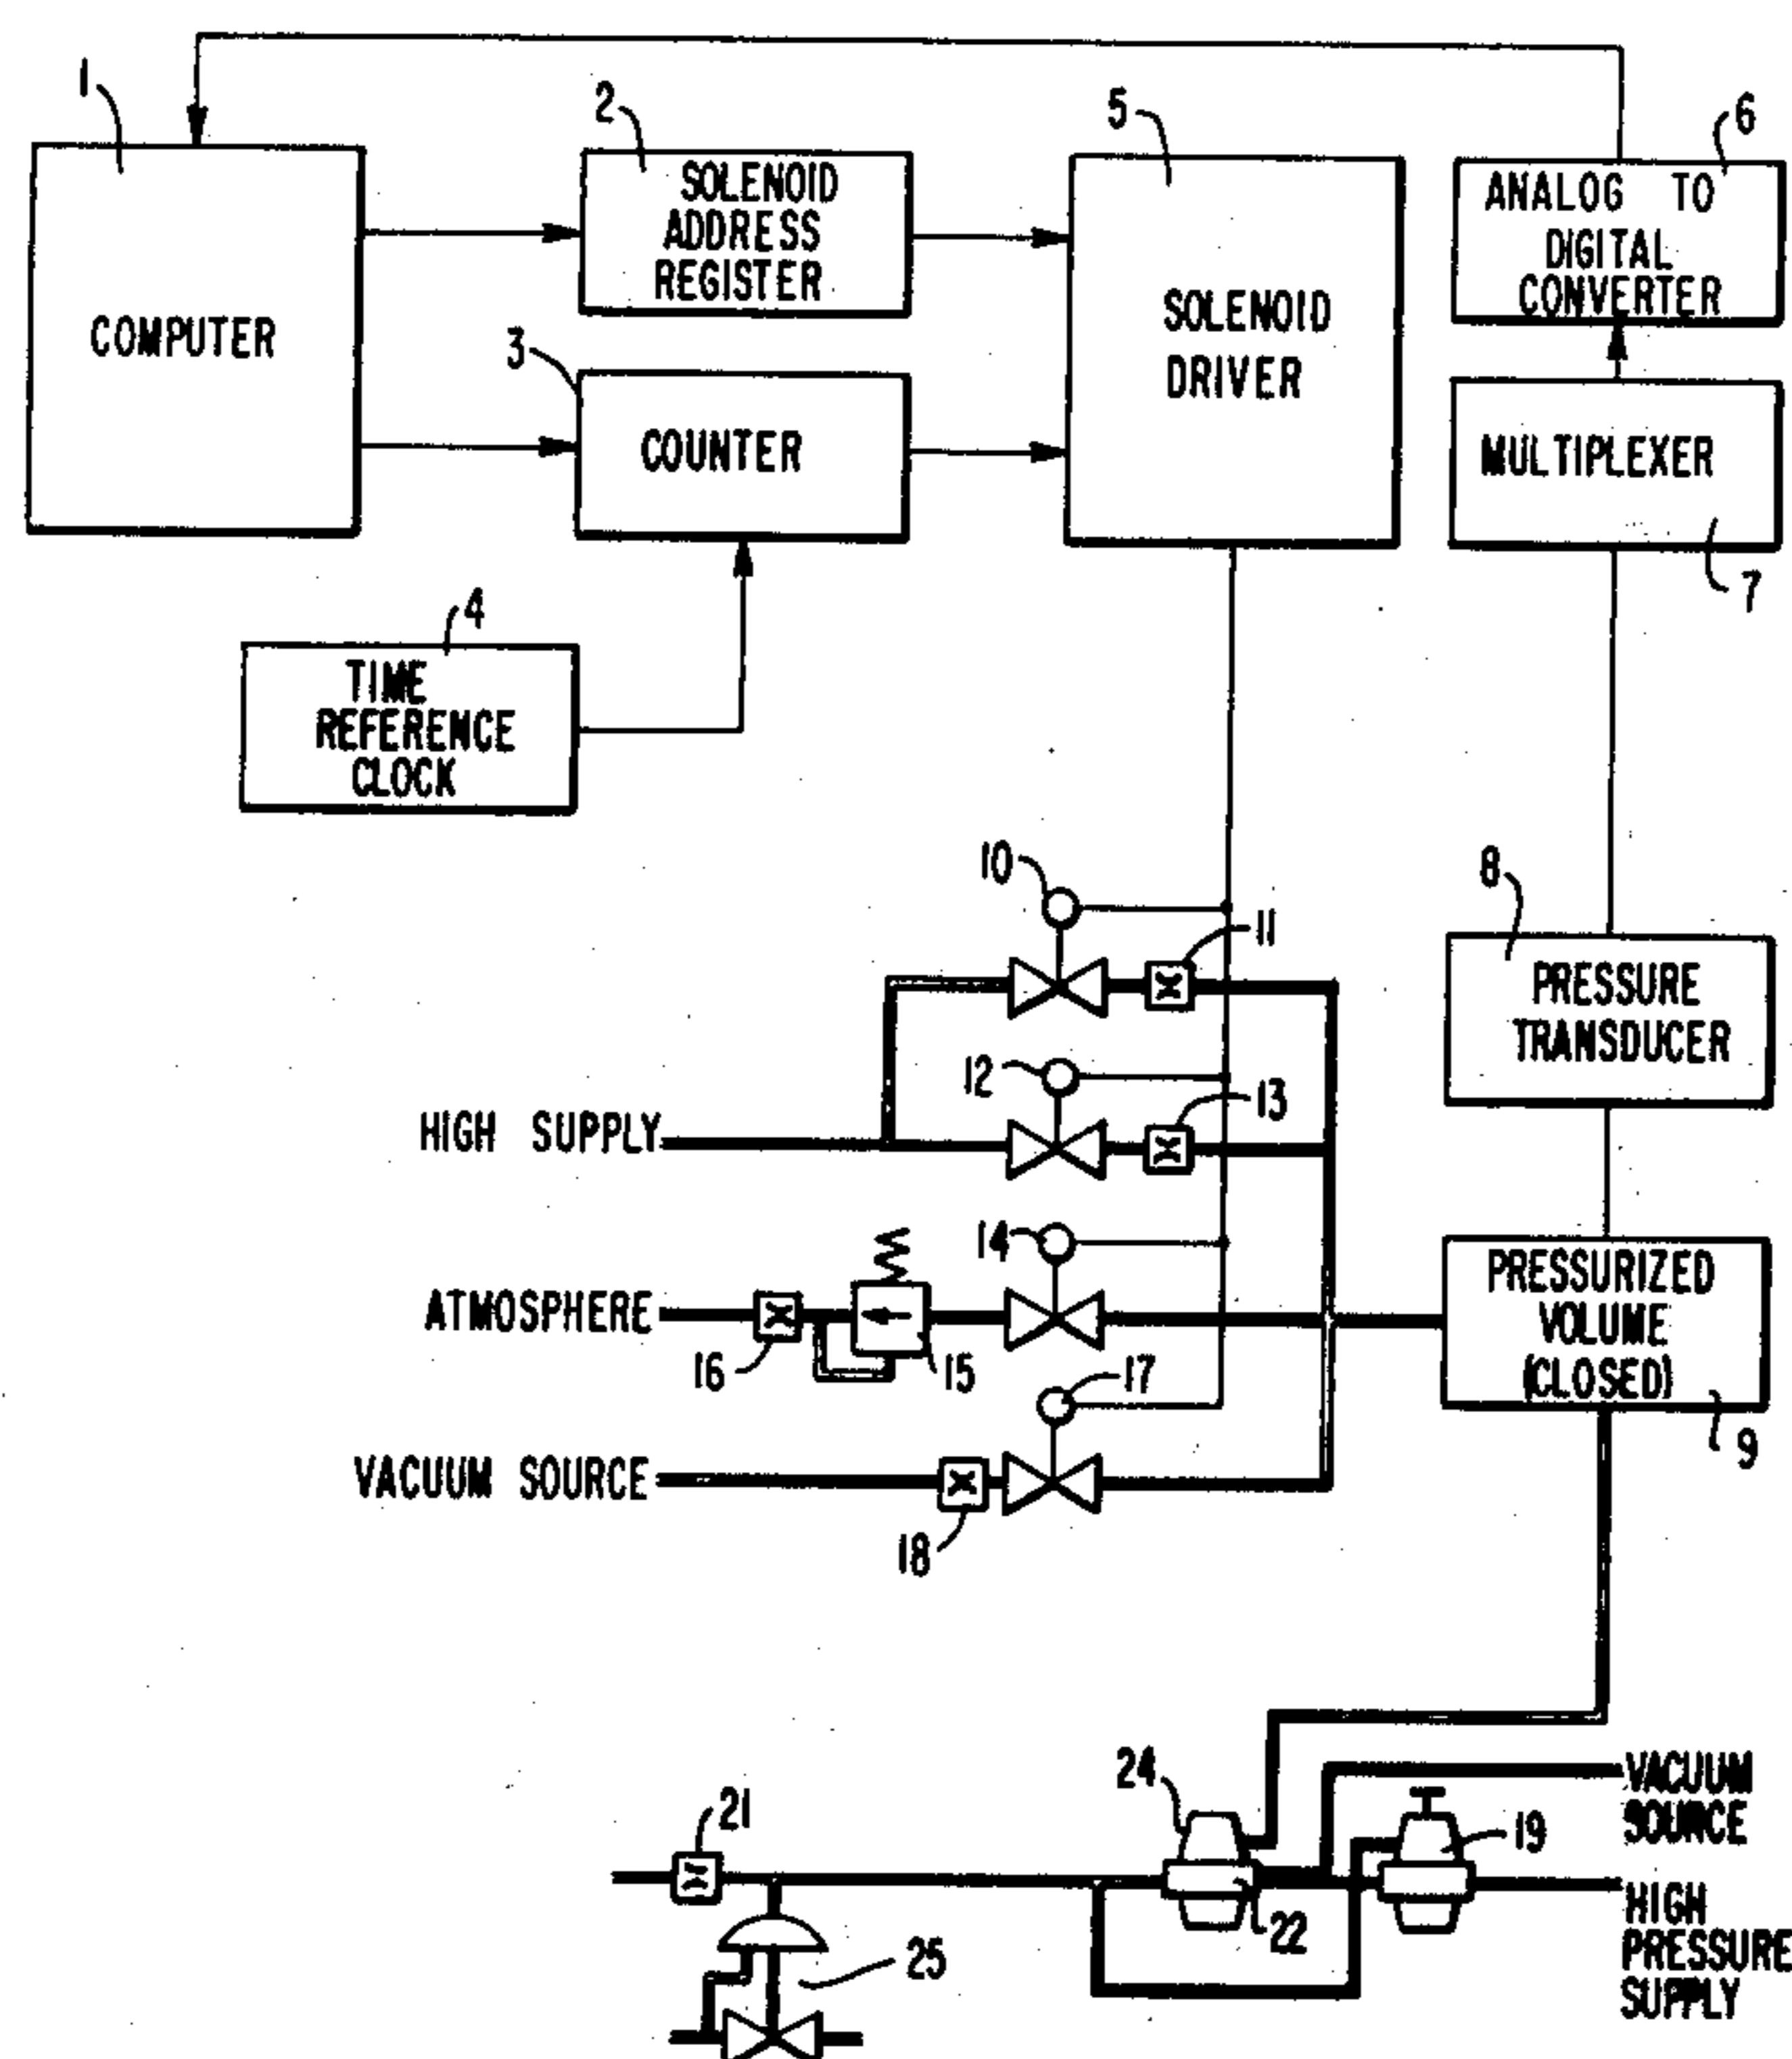 1
2
5
6
SOLENOID
ADDRESS
REGISTER
ANALOG TO
DIGITAL
CONVERTER
COMPUTER
SOLENOID
DRIVER
3
COUNTER
MULTIPLEXER
7
4
TIME
REFERENCE
CLOCK
10
11
8
PRESSURE
TRANSDUCER
12
13
HIGH SUPPLY
14
ATMOSPHERE
16
15
17
PRESSURIZED
VOLUME
(CLOSED)
9
VACUUM SOURCE
18
24
VACUUM
SOURCE
21
19
22
HIGH
PRESSURE
SUPPLY
25